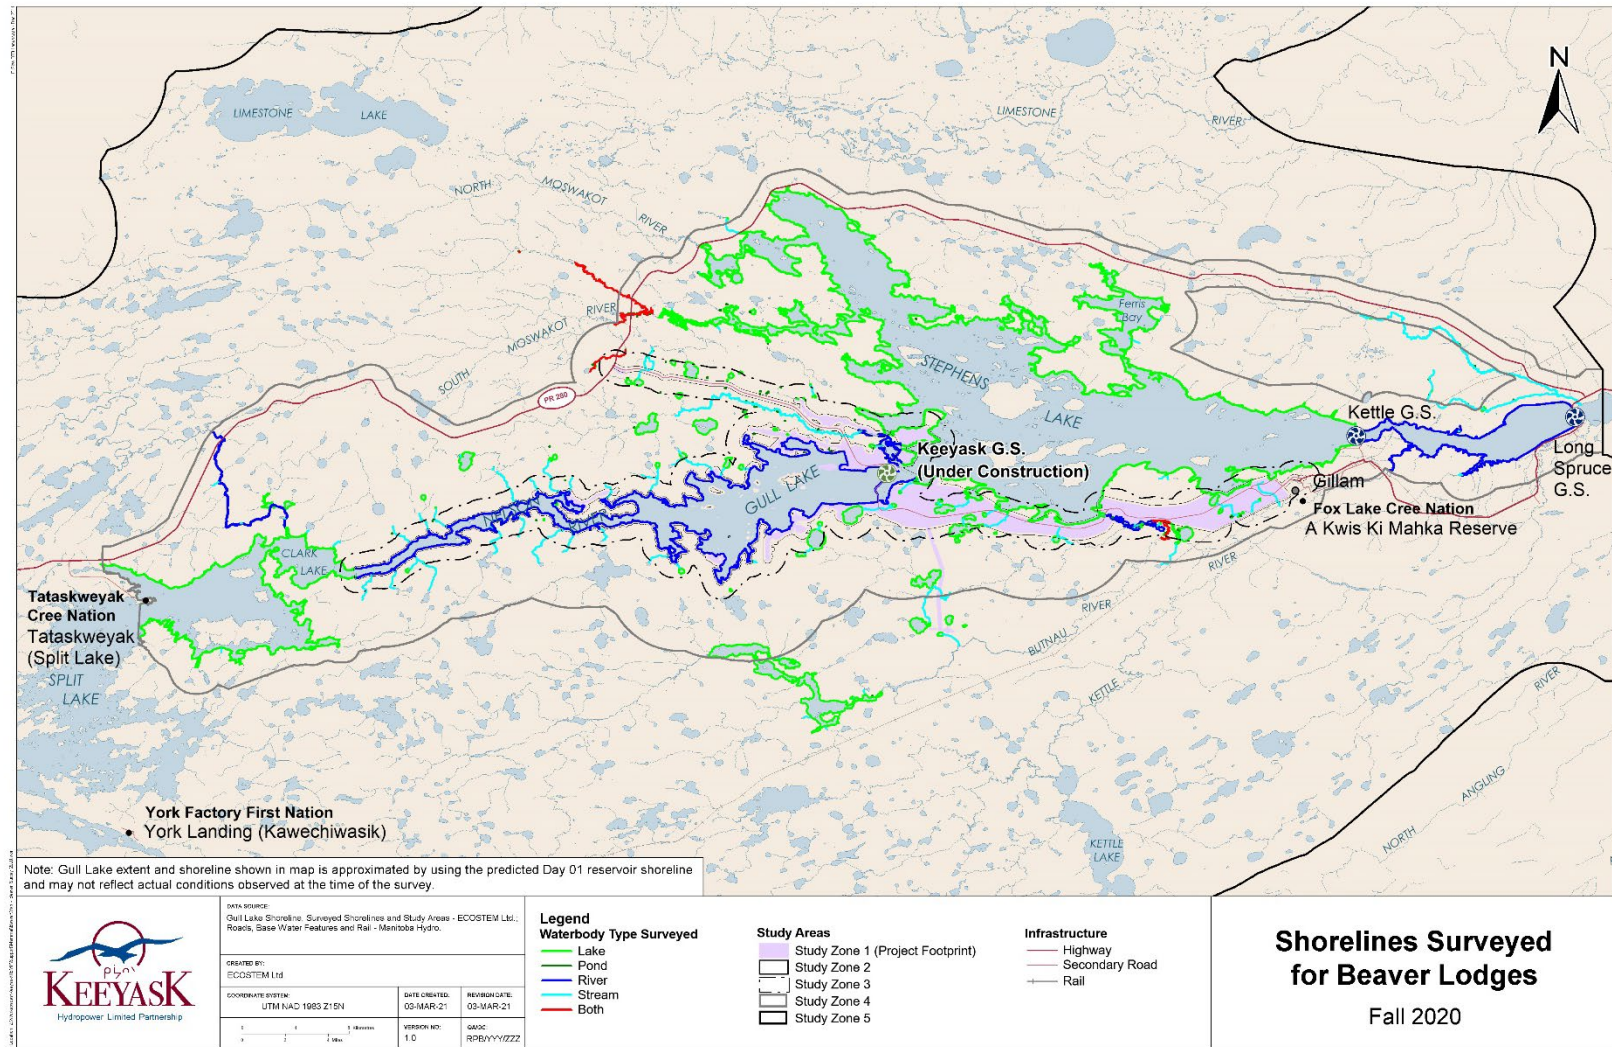 N
LIMESTONE
LAKE
LIMESTONE
RIVER
NORTH
MOSWAKOT
RIVER
Ferris
Bay
MOSWAKOT
RIVER
SOUTH
STEPHENS
LAKE
PR 280
Kettle G.S.
Long
Spruce
G.S.
Keeyask G.S.
(Under Construction)
GULL LAKE
Gillam
Fox Lake Cree Nation
A Kwis Ki Mahka Reserve
NELSON
RIVER
CLARK
LAKE
RIVER
RIVER
BUTNAU
KETTLE
RIVER
ANGLING
NORTH
KETTLE
LAKE
Tataskweyak
Cree Nation
Tataskweyak
(Split Lake)
SPLIT
LAKE
York Factory First Nation
York Landing (Kawechiwasik)
Note: Gull Lake extent and shoreline shown in map is approximated by using the predicted Day 01 reservoir shoreline
and may not reflect actual conditions observed at the time of the survey.
KEEYASK
Hydropower Limited Partnership
DATA SOURCE:
Gull Lake Shoreline, Surveyed Shorelines and Study Areas - ECOSTEM Ltd.;
Roads, Base Water Features and Rail - Manitoba Hydro.
CREATED BY:
ECOSTEM Ltd
COORDINATE SYSTEM:
UTM NAD 1983 Z15N
DATE CREATED:
03-MAR-21
REVISION DATE:
03-MAR-21
VERSION NO:
1.0
QA/QC:
RPB/YYY/ZZZ
Legend
Waterbody Type Surveyed
Lake
Pond
River
Stream
Both
Study Areas
Study Zone 1 (Project Footprint)
Study Zone 2
Study Zone 3
Study Zone 4
Study Zone 5
Infrastructure
Highway
Secondary Road
Rail
Shorelines Surveyed
for Beaver Lodges
Fall 2020